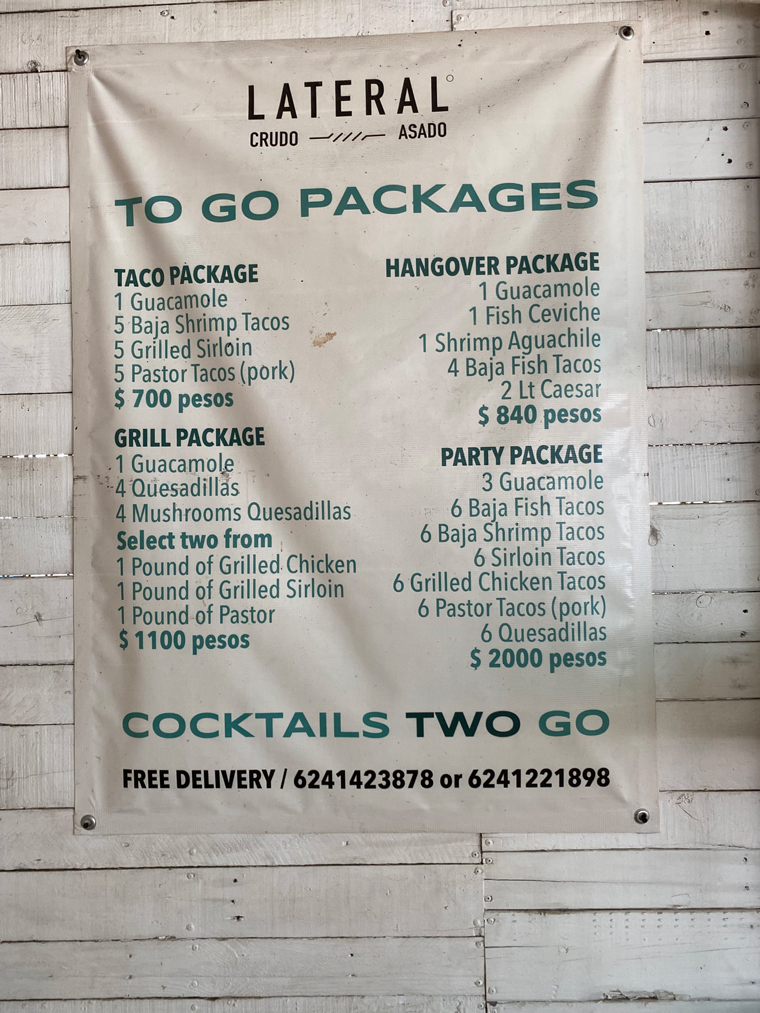 LATERAL
CRUDO ASADO
TO GO PACKAGES
TACO PACKAGE
1 Guacamole
5 Baja Shrimp Tacos
5 Grilled Sirloin
5 Pastor Tacos (pork)
$ 700 pesos
GRILL PACKAGE
1 Guacamole
4 Quesadillas
4 Mushrooms Quesadillas
Select two from
1 Pound of Grilled Chicken
1 Pound of Grilled Sirloin
1 Pound of Pastor
$ 1100 pesos
HANGOVER PACKAGE
1 Guacamole
1 Fish Ceviche
1 Shrimp Aguachile
4 Baja Fish Tacos
2 Lt Caesar
$ 840 pesos
PARTY PACKAGE
3 Guacamole
6 Baja Fish Tacos
6 Baja Shrimp Tacos
6 Sirloin Tacos
6 Grilled Chicken Tacos
6 Pastor Tacos (pork)
6 Quesadillas
$ 2000 pesos
COCKTAILS TWO GO
FREE DELIVERY / 6241423878 or 6241221898